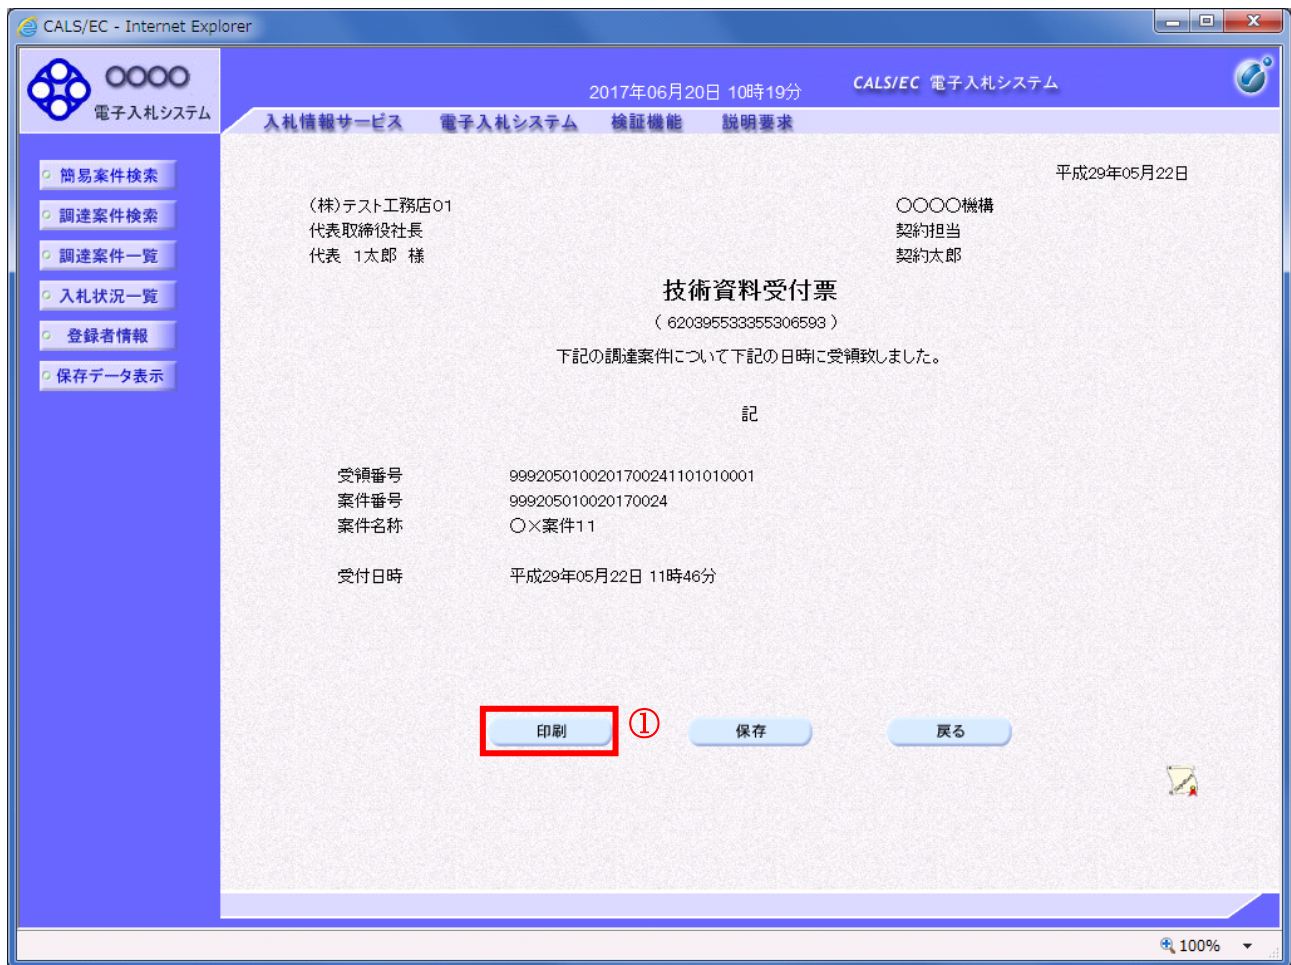 CALS/EC - Internet Explorer
○○○○
電子入札システム
2017年06月20日 10時19分
CALS/EC 電子入札システム
入札情報サービス 電子入札システム 検証機能 説明要求
簡易案件検索
調達案件検索
調達案件一覧
入札状況一覧
登録者情報
保存データ表示
平成29年05月22日
(株)テスト工務店01
代表取締役社長
代表 1太郎 様
○○○○機構
契約担当
契約太郎
技術資料受付票
( 620395533355306593 )
下記の調達案件について下記の日時に受領致しました。
記
受領番号 9992050100201700241101010001
案件番号 999205010020170024
案件名称 ○×案件11
受付日時 平成29年05月22日 11時46分
印刷 ① 保存 戻る
100%